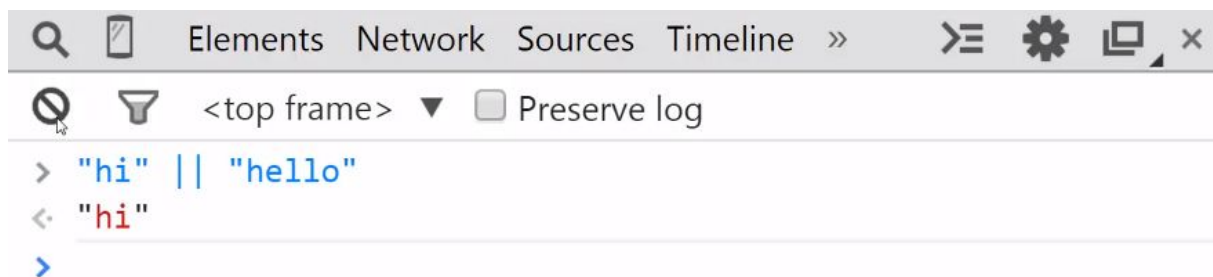 Elements Network Sources Timeline »
<top frame> ▼ Preserve log
> "hi" || "hello"
<· "hi"
>